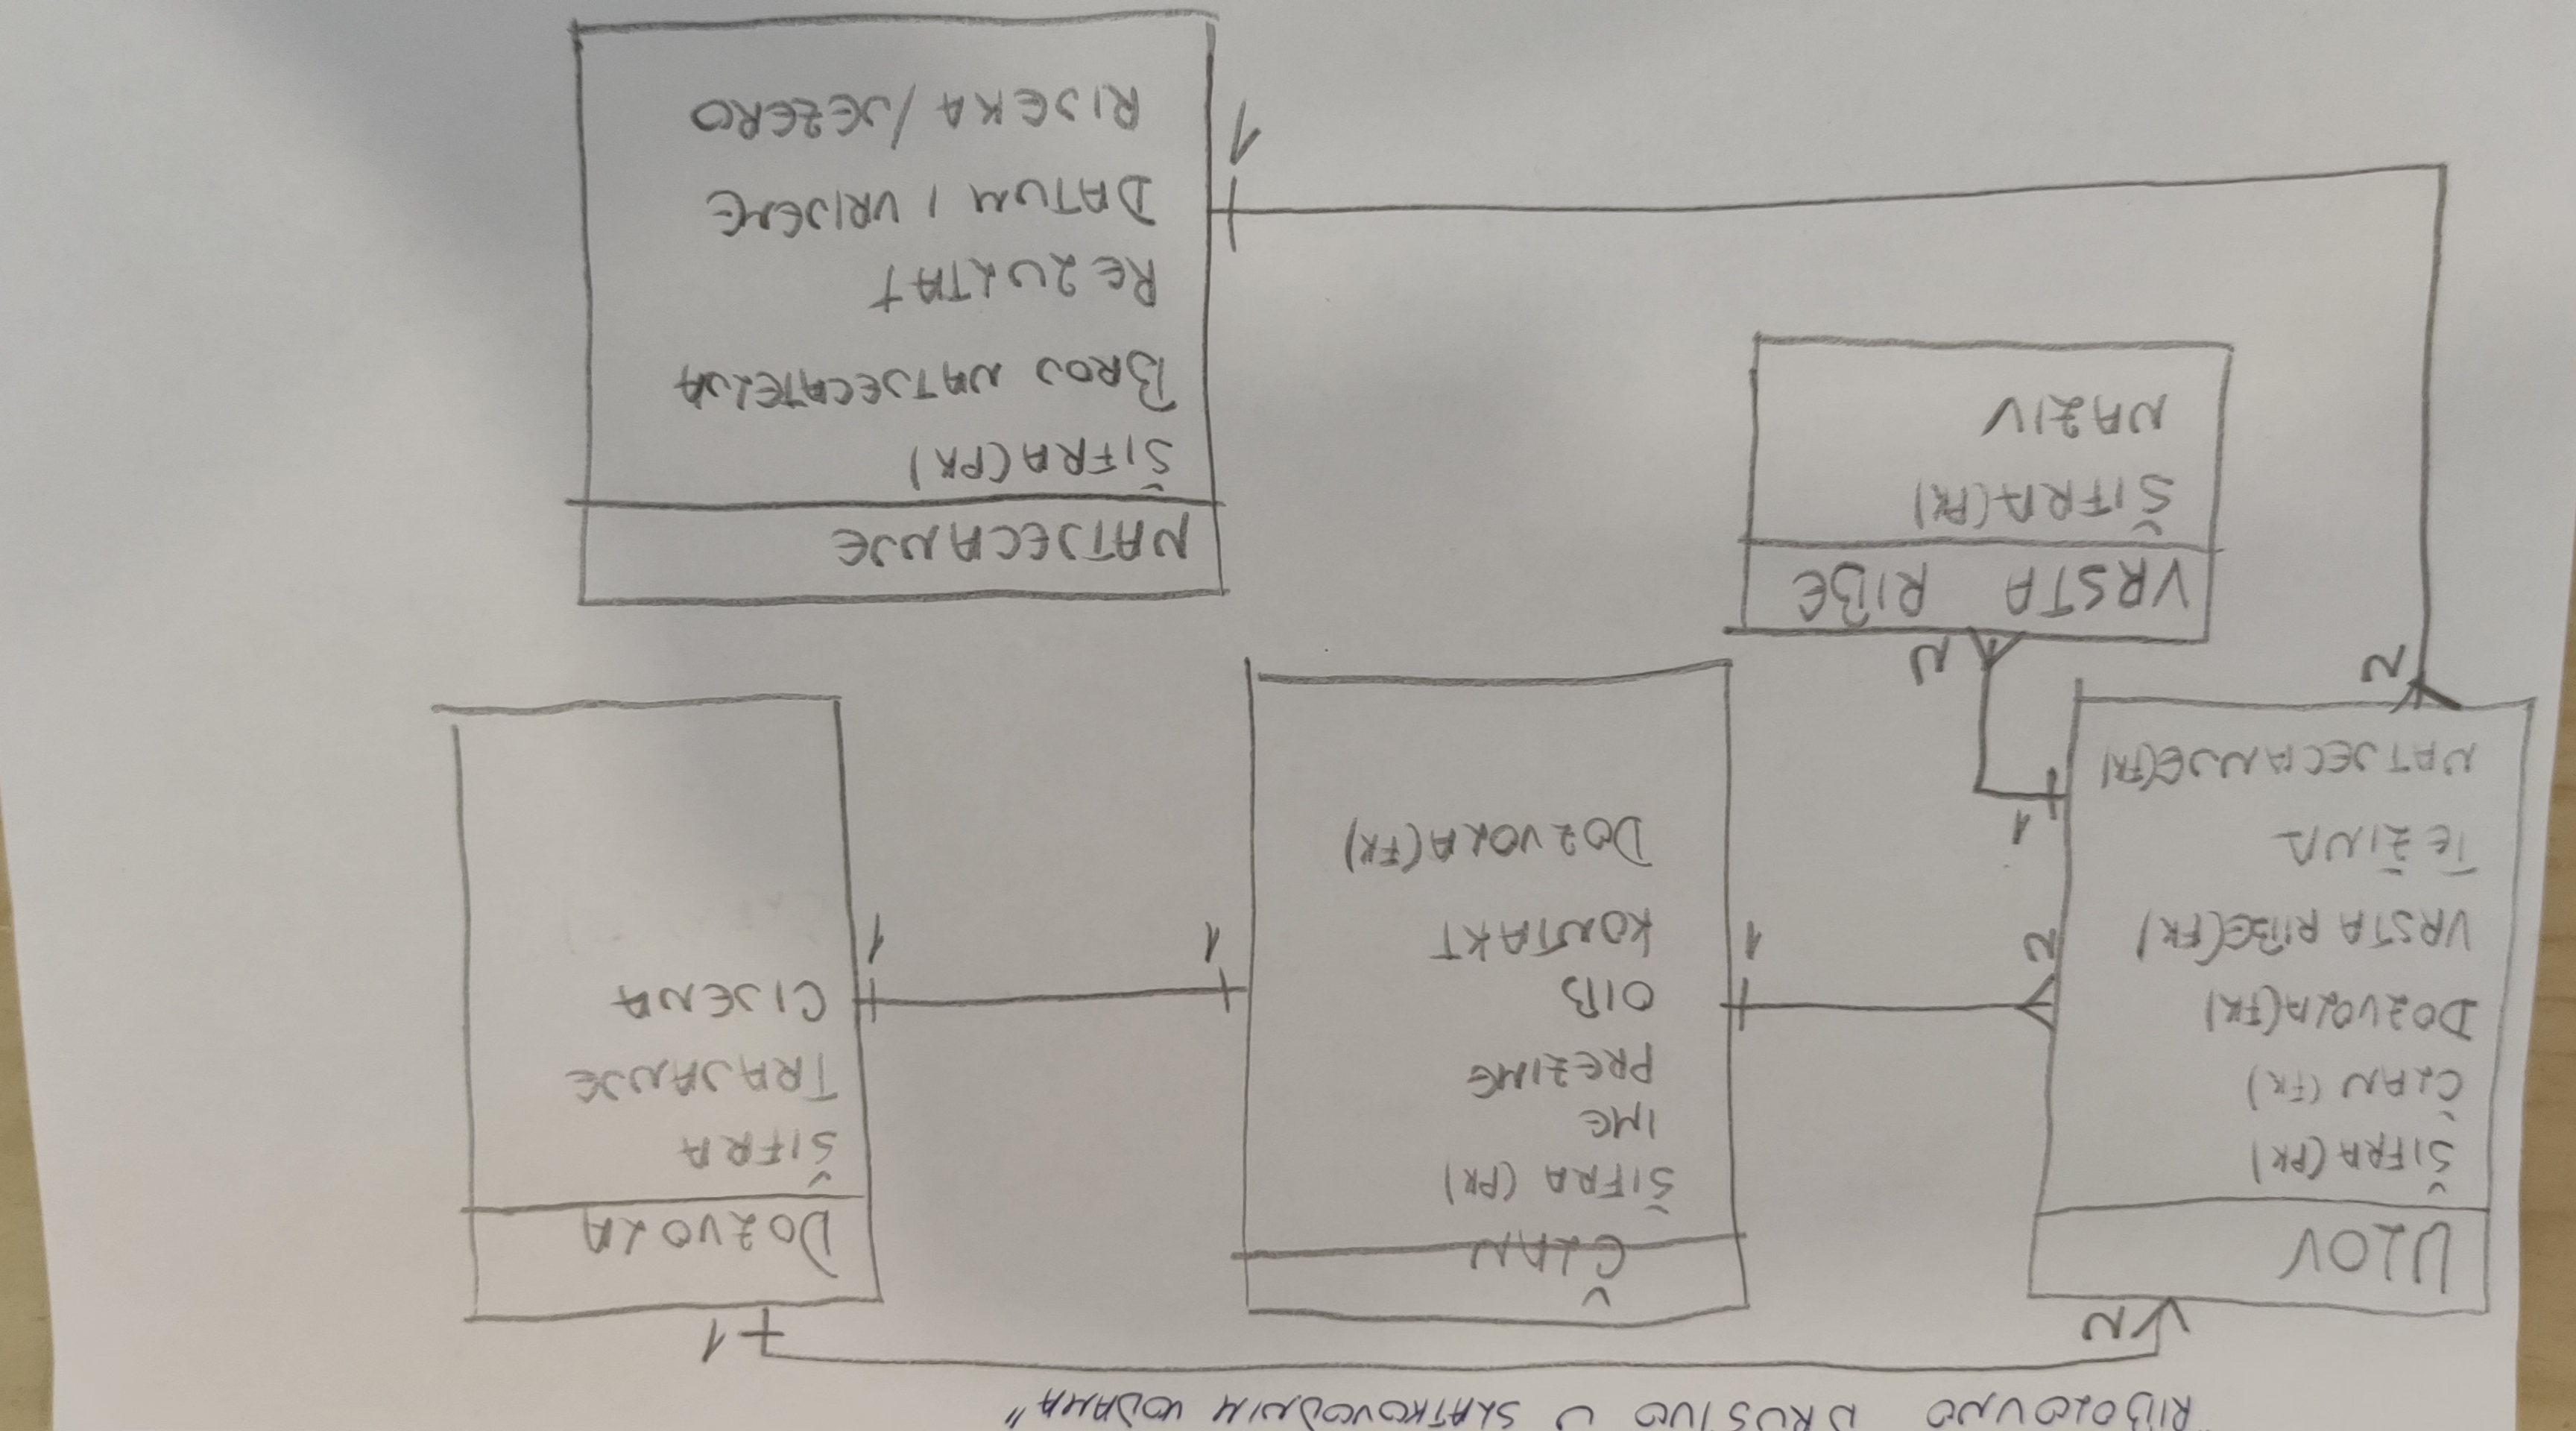 "RIBOLOVNO DRUŠTVO U SLATKOVODNIM VODAMA"
N
1
ULOV
ŠIFRA(PK)
ČLAN (FK)
DOZVOLA(FK)
VRSTA RIBE(FK)
TEŽINA
NATJECANJE(FK)
N
1
1
N
ČLAN
ŠIFRA (PK)
IME
PREZIME
OIB
KONTAKT
DOZVOLA(FK)
1
1
DOZVOLA
ŠIFRA
TRAJANJE
CIJENA
N
VRSTA RIBE
ŠIFRA(PK)
NAZIV
NATJECANJE
ŠIFRA(PK)
BROJ NATJECATELJA
REZULTAT
DATUM I VRIJEME
RIJEKA/JEZERO
1